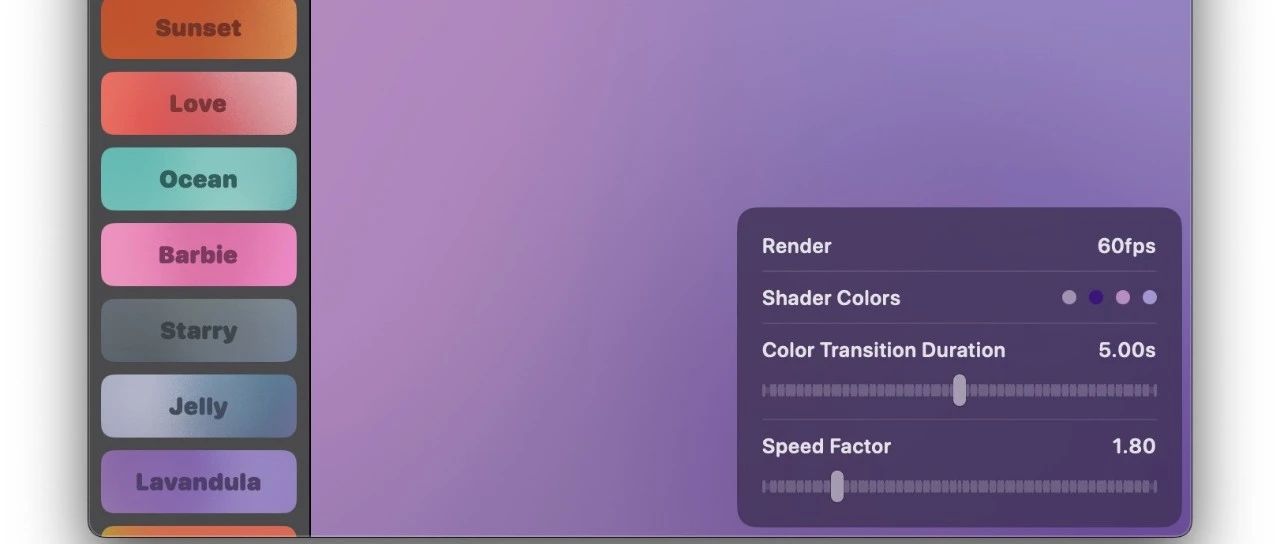 Sunset
Love
Ocean
Barbie
Starry
Jelly
Lavandula
Render 60fps
Shader Colors
Color Transition Duration 5.00s
Speed Factor 1.80